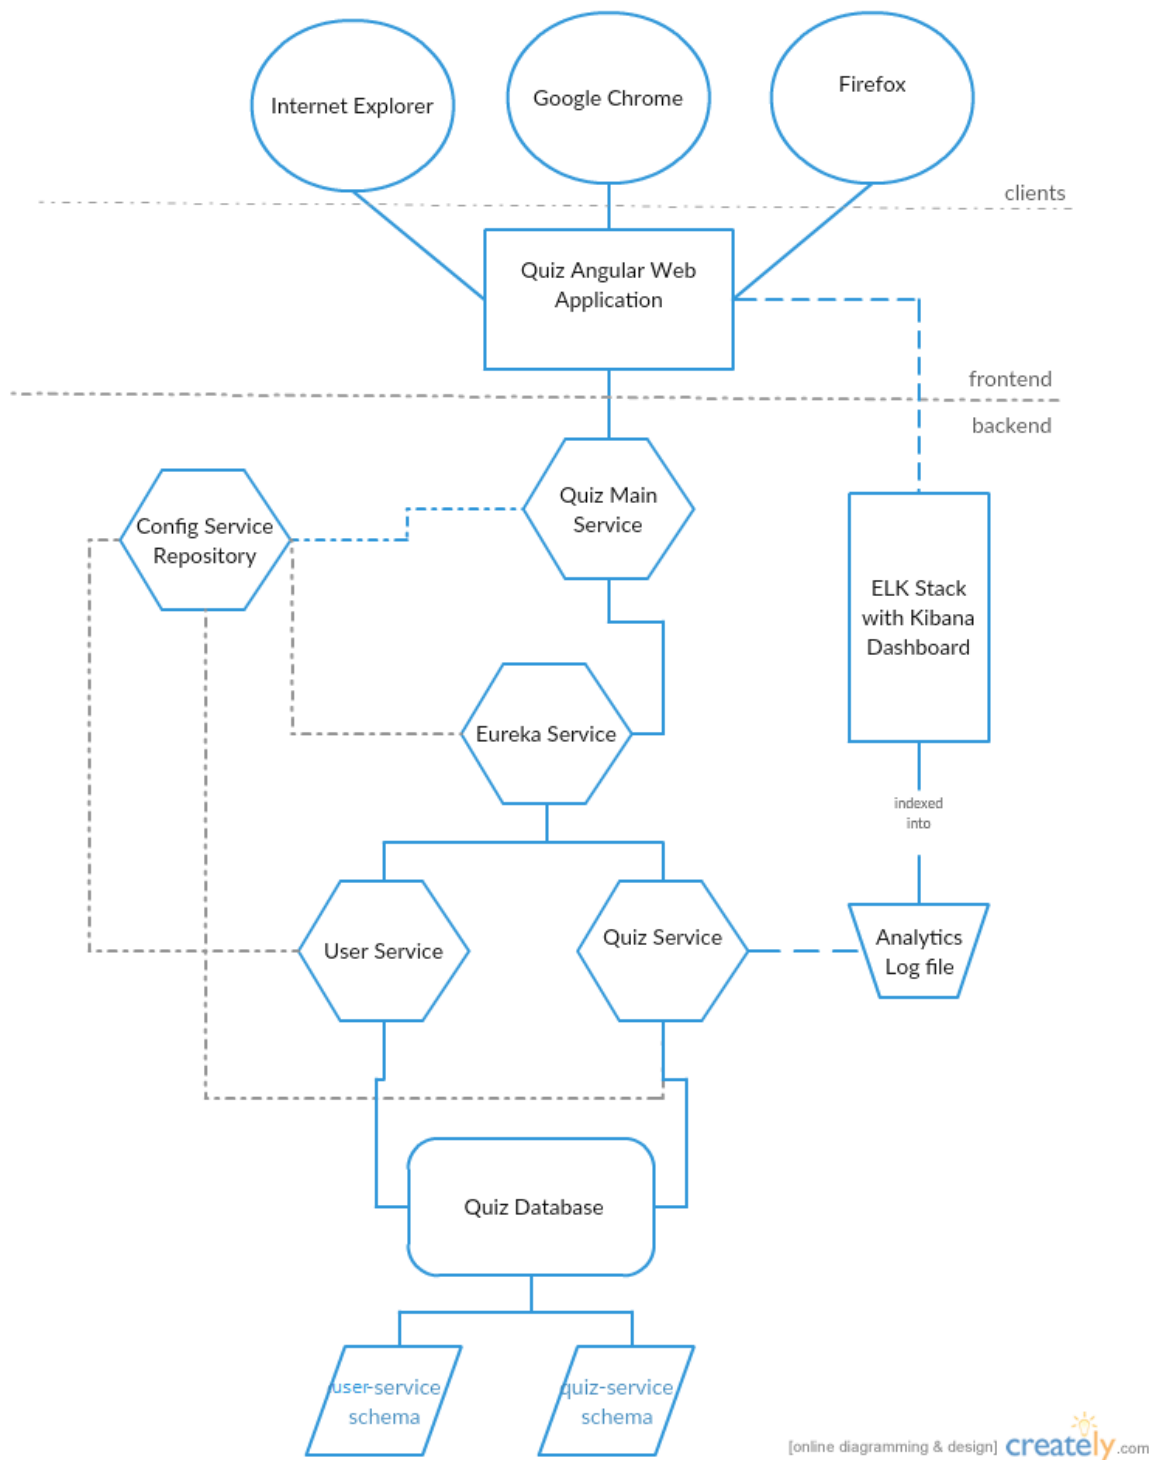 Internet Explorer
Google Chrome
Firefox
clients
Quiz Angular Web
Application
frontend
backend
Quiz Main
Service
Config Service
Repository
ELK Stack
with Kibana
Dashboard
Eureka Service
indexed
into
User Service
Quiz Service
Analytics
Log file
Quiz Database
user-service
schema
quiz-service
schema
[online diagramming & design] creately.com